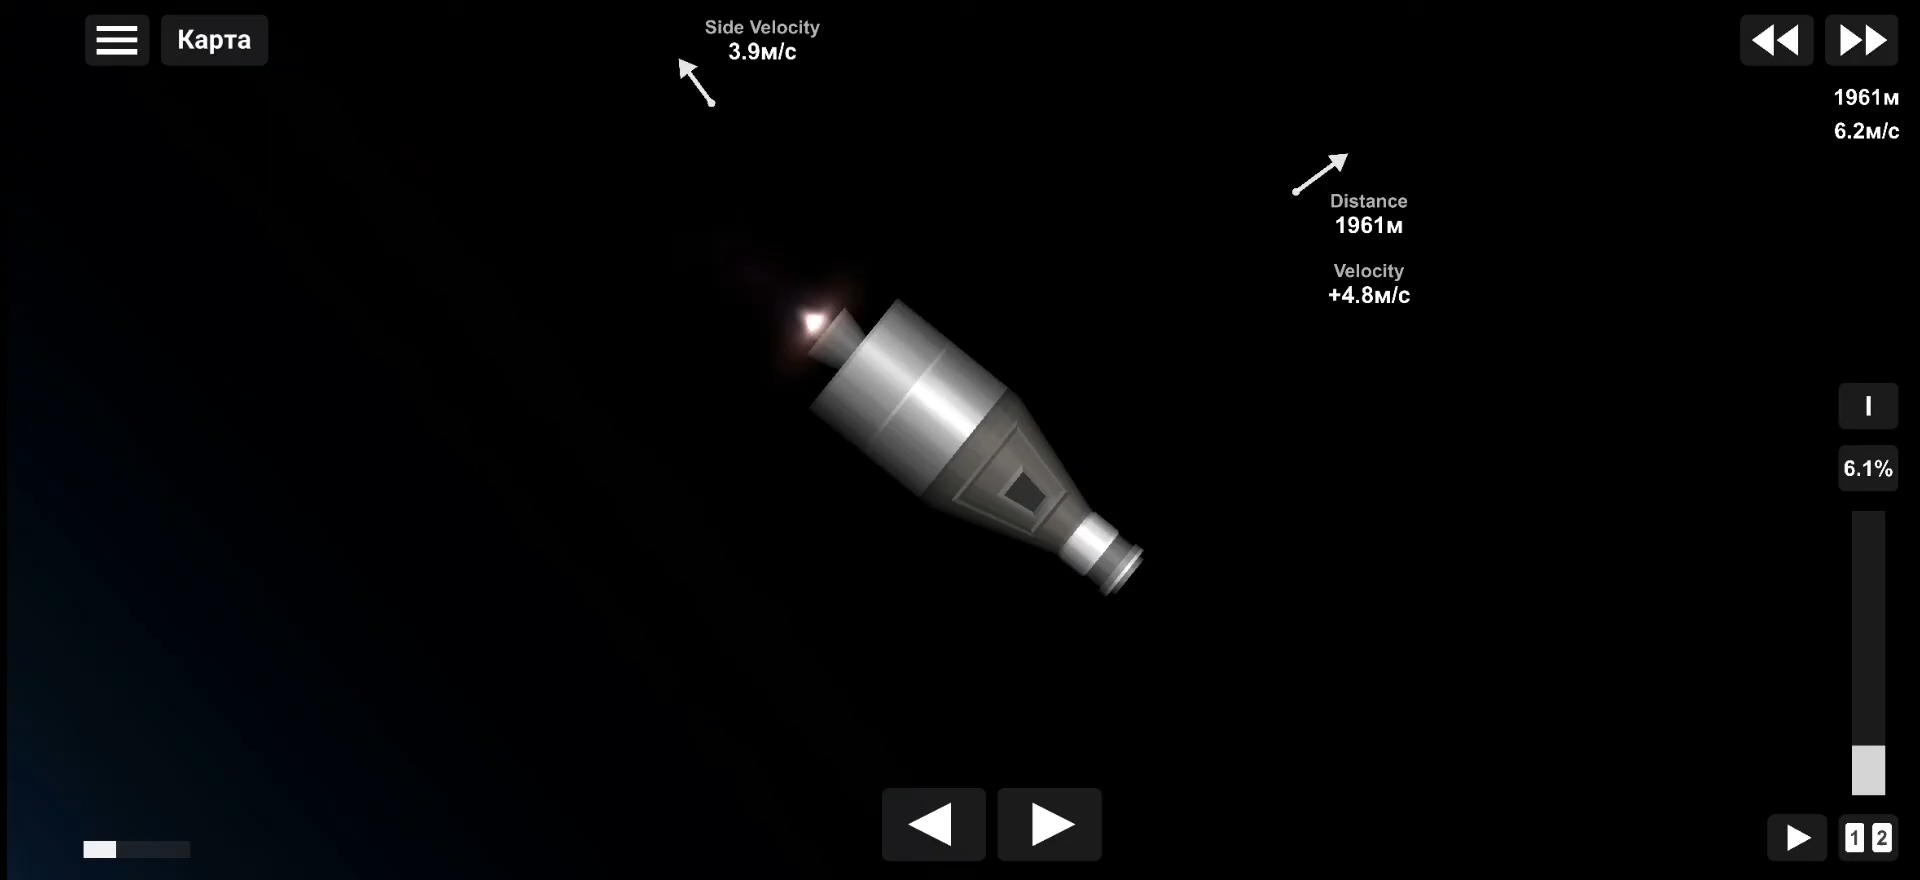 Карта
Side Velocity
3.9м/с
1961м
6.2м/с
Distance
1961м
Velocity
+4.8м/с
6.1%
1 2